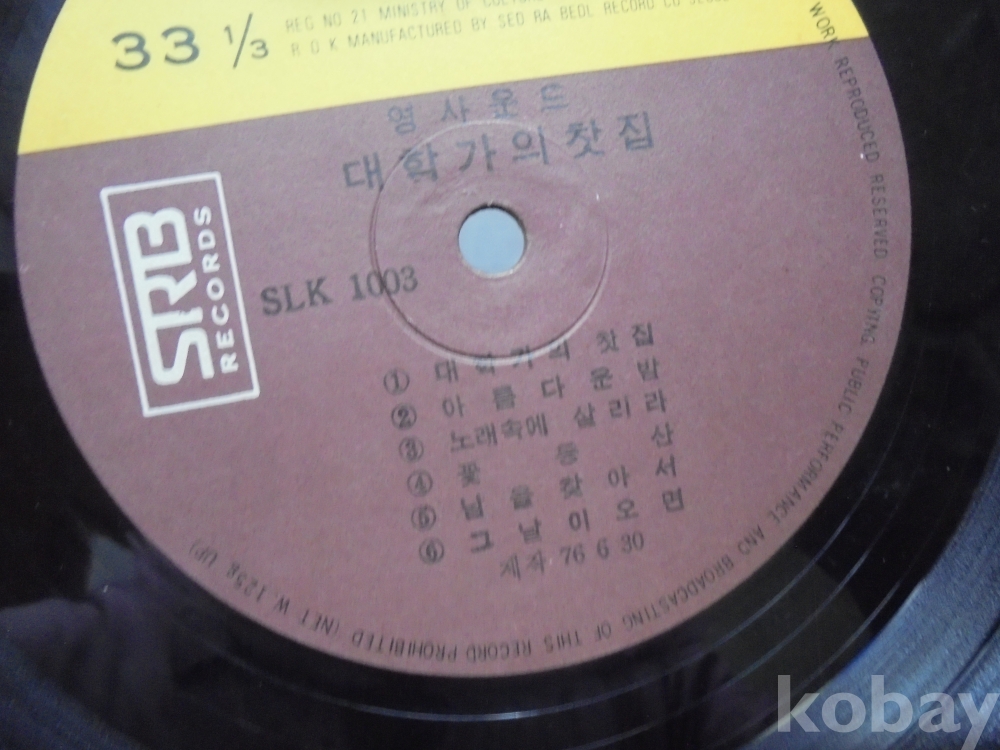 33 1/3
REG NO 21 MINISTRY OF
R O K MANUFACTURED BY SEO RA BEOL RECORD CO
영사운드
대학가의찻집
STRB
RECORDS
SLK 1003
① 대학가의 찻집
② 아름다운밤
③ 노래속에 살리라
④ 꽃 동 산
⑤ 님을찾아서
⑥ 그날이오면
제작 76 6 30
WORK REPRODUCED RESERVED COPYING PUBLIC PERFORMANCE AND BROADCASTING OF THIS RECORD PROHIBITED (NET W. 125g UP)
kobay